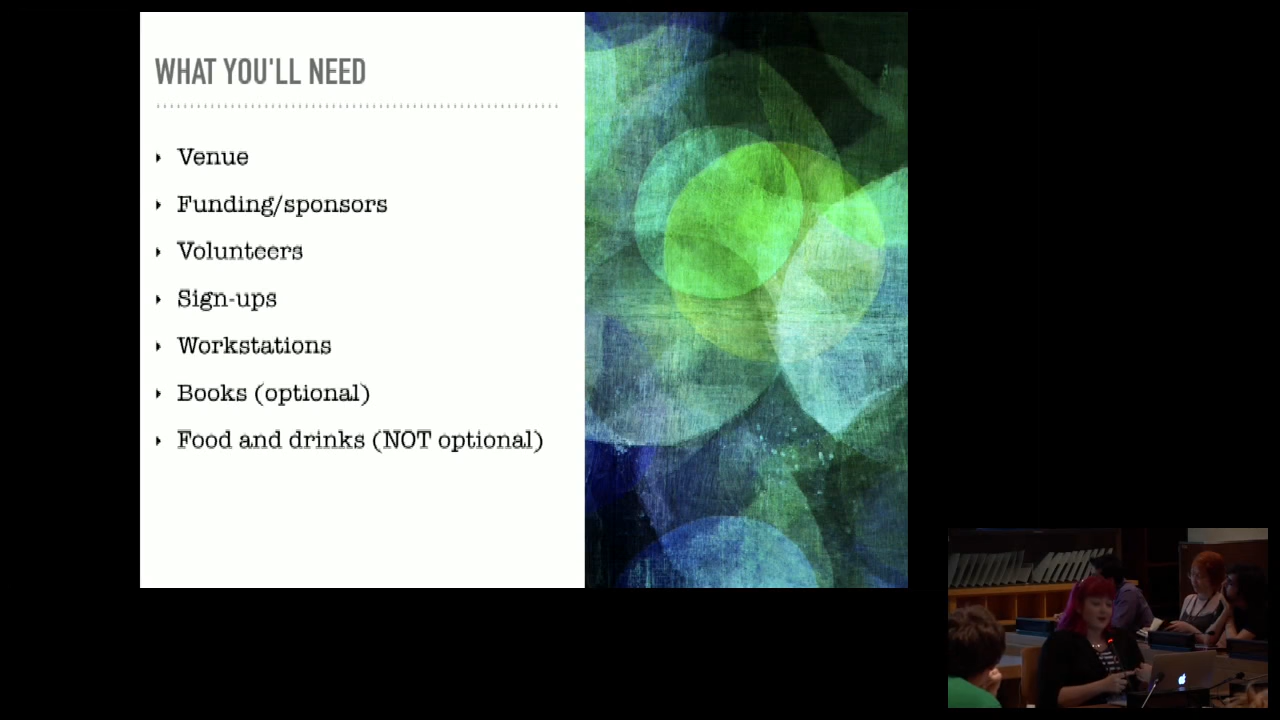 WHAT YOU'LL NEED
Venue
Funding/sponsors
Volunteers
Sign-ups
Workstations
Books (optional)
Food and drinks (NOT optional)